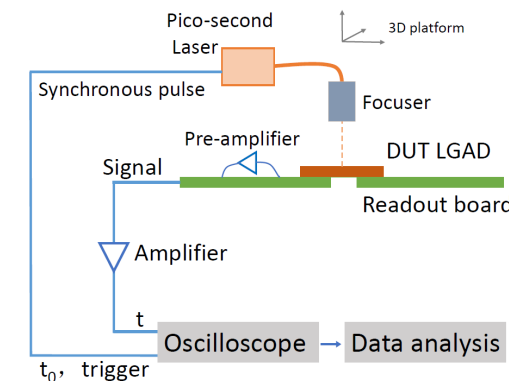 Pico-second
Laser
3D platform
Synchronous pulse
Focuser
Pre-amplifier
DUT LGAD
Signal
Readout board
Amplifier
t
Oscilloscope
Data analysis
t₀, trigger